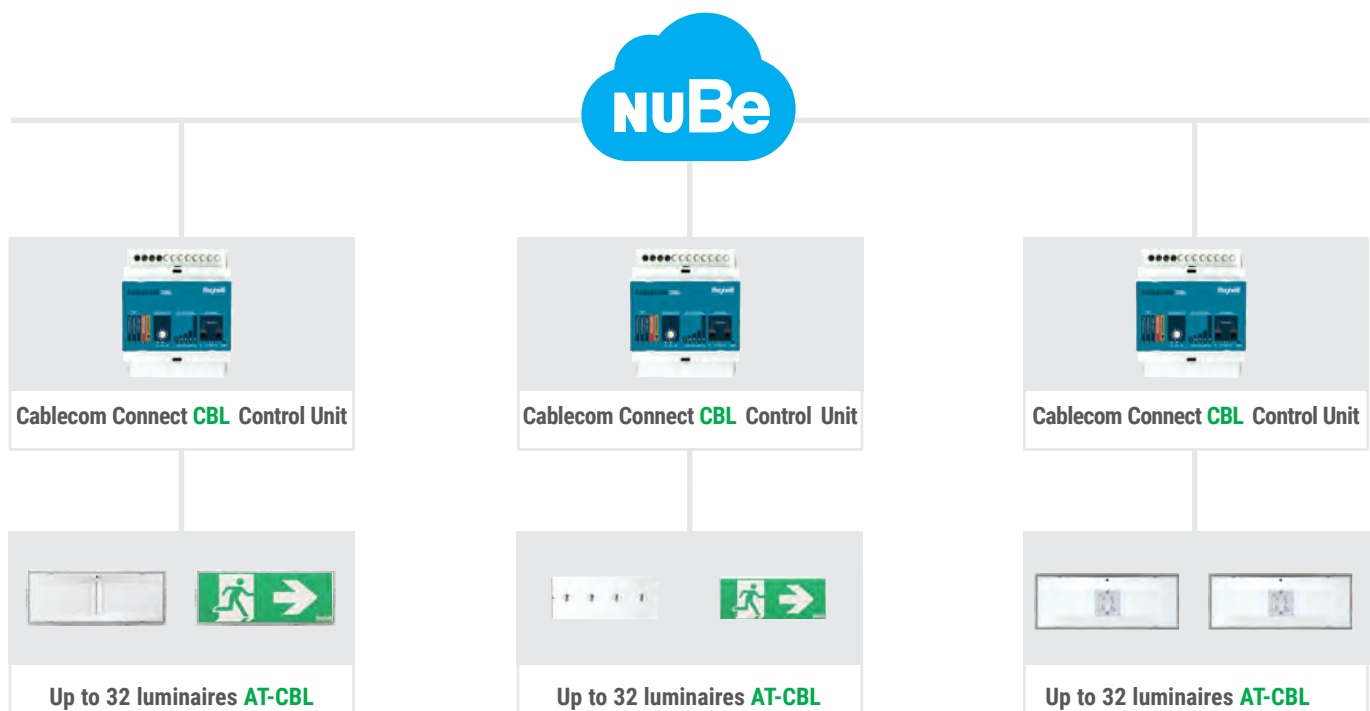 NUBe
Cablecom Connect CBL Control Unit
Cablecom Connect CBL Control Unit
Cablecom Connect CBL Control Unit
Up to 32 luminaires AT-CBL
Up to 32 luminaires AT-CBL
Up to 32 luminaires AT-CBL